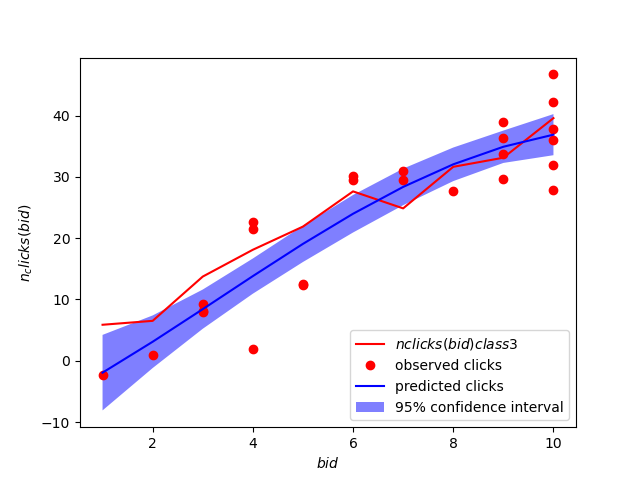 40
30
20
10
0
−10
n_clicks(bid)
2
4
6
8
10
bid
nclicks(bid)class3
observed clicks
predicted clicks
95% confidence interval